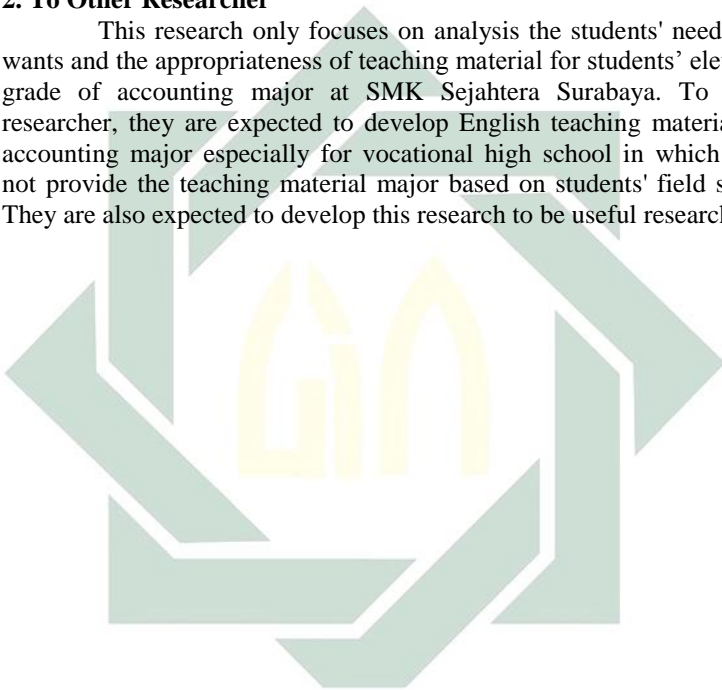 2. To Other Researcher
This research only focuses on analysis the students' need
wants and the appropriateness of teaching material for students’
grade of accounting major at SMK Sejahtera Surabaya. To
researcher, they are expected to develop English teaching
accounting major especially for vocational high school in which
not provide the teaching material major based on students' field
They are also expected to develop this research to be useful